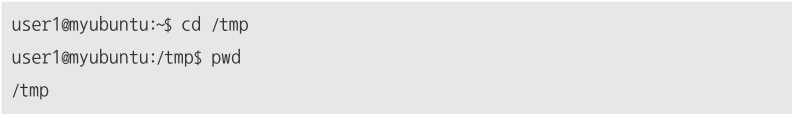 user1@myubuntu:~$ cd /tmp
user1@myubuntu:/tmp$ pwd
/tmp